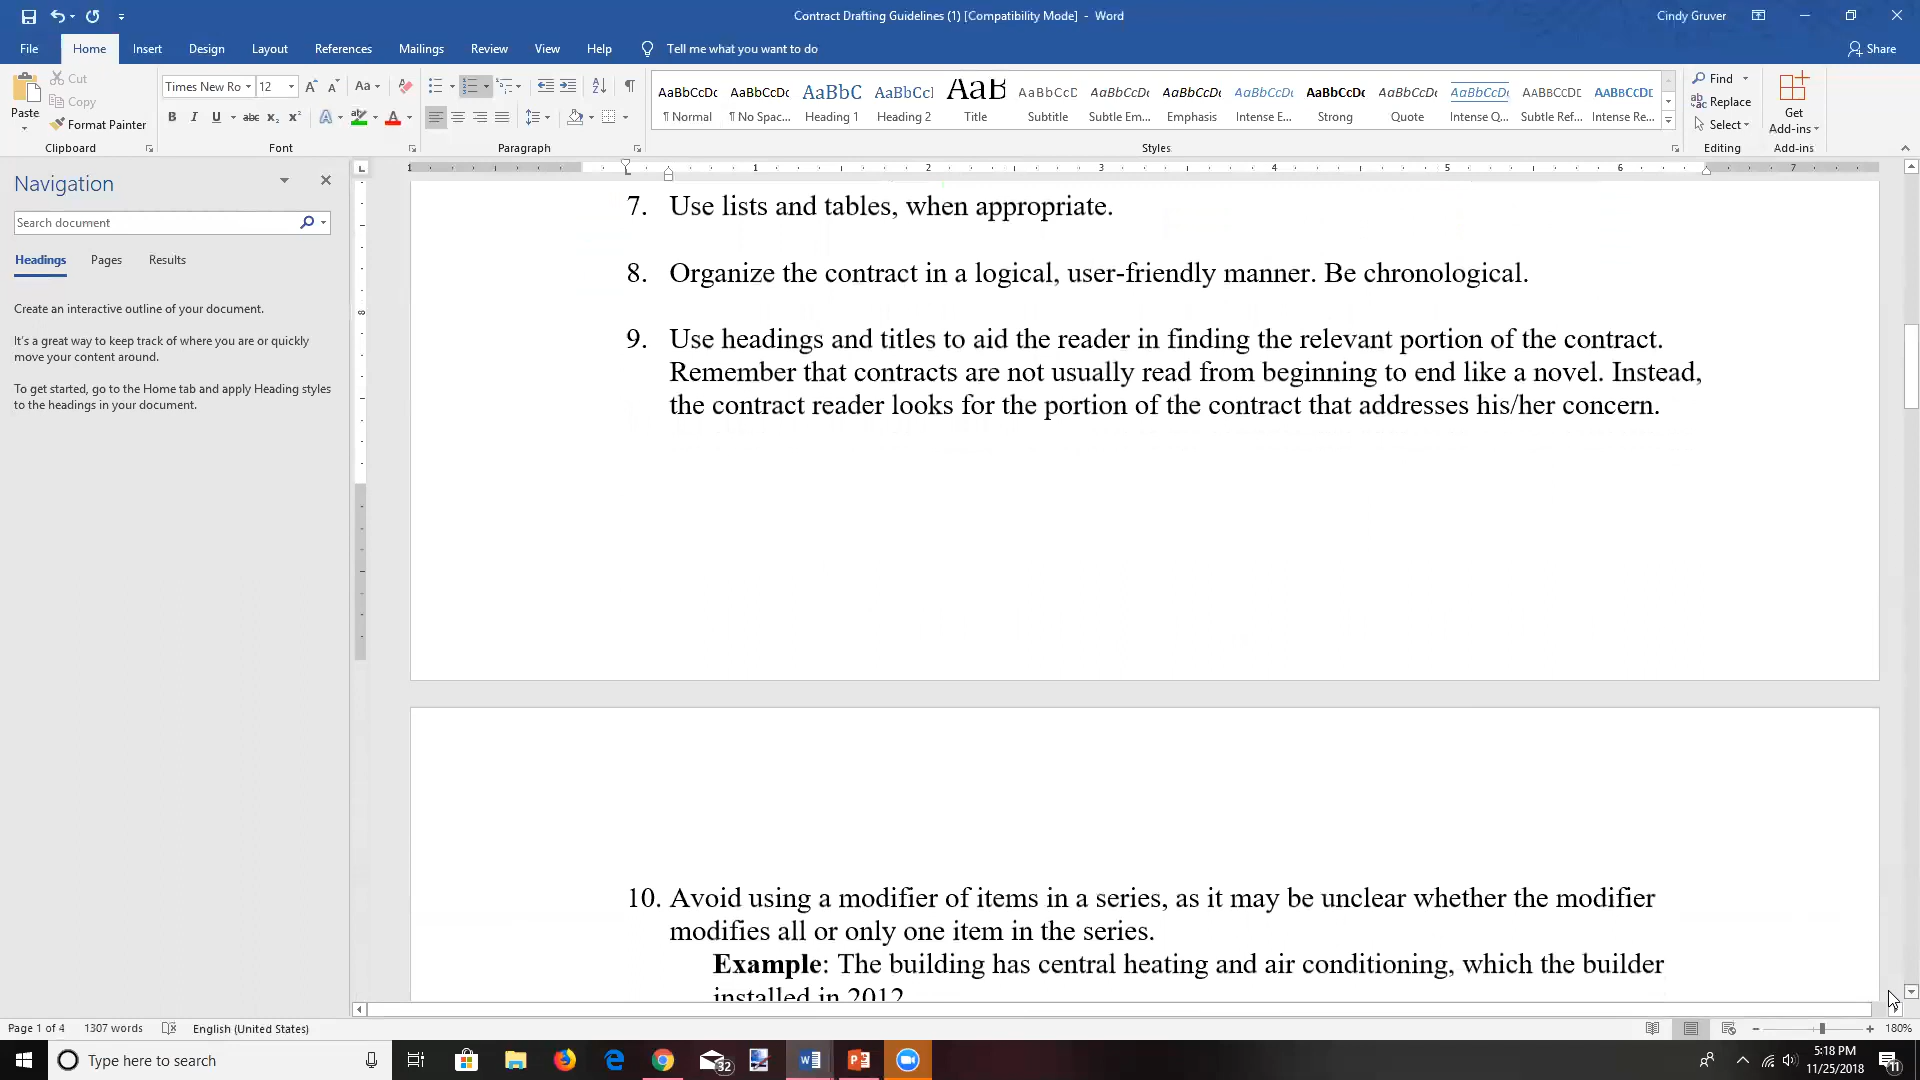 Contract Drafting Guidelines (1) [Compatibility Mode] - Word
Cindy Gruver
File Home Insert Design Layout References Mailings Review View Help Tell me what you want to do
Share
Paste
Cut
Copy
Format Painter
Clipboard
Times New Ro 12
Font
Paragraph
AaBbCcDc AaBbCcDc AaBbC AaBbCcI AaB AaBbCcD AaBbCcDc AaBbCcDc AaBbCcDc AaBbCcDc AaBbCcDc AaBbCcDc AABBCCDE AABBCCDE
¶ Normal ¶ No Spac... Heading 1 Heading 2 Title Subtitle Subtle Em... Emphasis Intense E... Strong Quote Intense Q... Subtle Ref... Intense Re...
Styles
Find
Replace
Select
Editing
Get
Add-ins
Add-ins
Navigation
Search document
Headings Pages Results
Create an interactive outline of your document.
It's a great way to keep track of where you are or quickly
move your content around.
To get started, go to the Home tab and apply Heading styles
to the headings in your document.
1 1 2 3 4 5 6 7
8
7. Use lists and tables, when appropriate.
8. Organize the contract in a logical, user-friendly manner. Be chronological.
9. Use headings and titles to aid the reader in finding the relevant portion of the contract.
Remember that contracts are not usually read from beginning to end like a novel. Instead,
the contract reader looks for the portion of the contract that addresses his/her concern.
10. Avoid using a modifier of items in a series, as it may be unclear whether the modifier
modifies all or only one item in the series.
Example: The building has central heating and air conditioning, which the builder
installed in 2012.
Page 1 of 4 1307 words English (United States)
180%
Type here to search
32
5:18 PM
11/25/2018
11